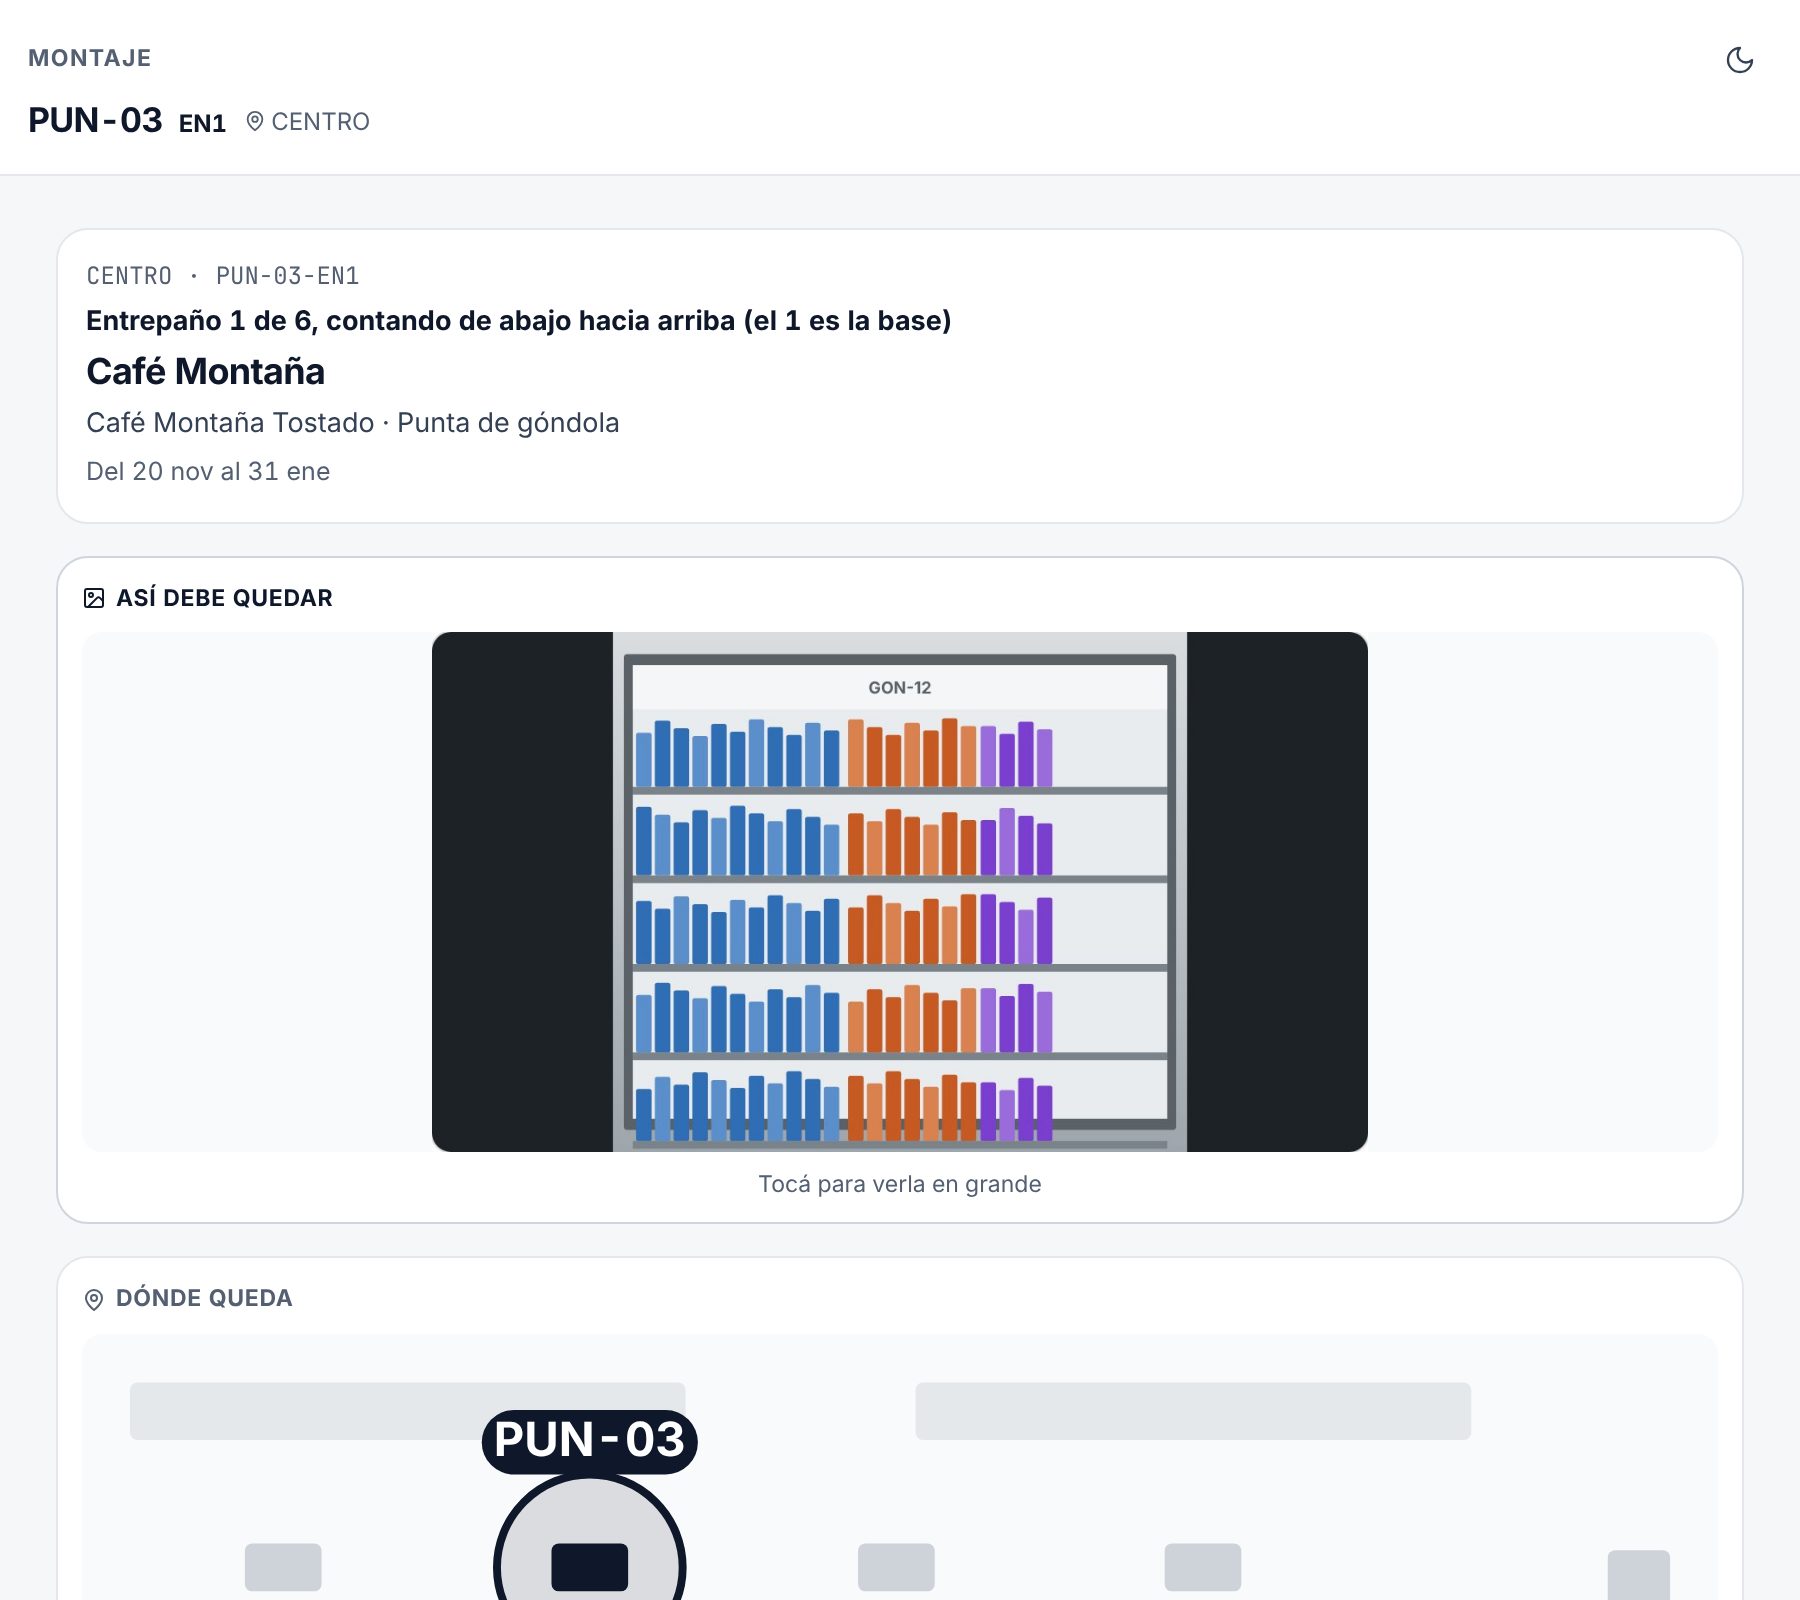 MONTAJE
PUN-03 EN1 CENTRO
CENTRO · PUN-03-EN1
Entrepaño 1 de 6, contando de abajo hacia arriba (el 1 es la base)
Café Montaña
Café Montaña Tostado · Punta de góndola
Del 20 nov al 31 ene
ASÍ DEBE QUEDAR
GON-12
Tocá para verla en grande
DÓNDE QUEDA
PUN-03